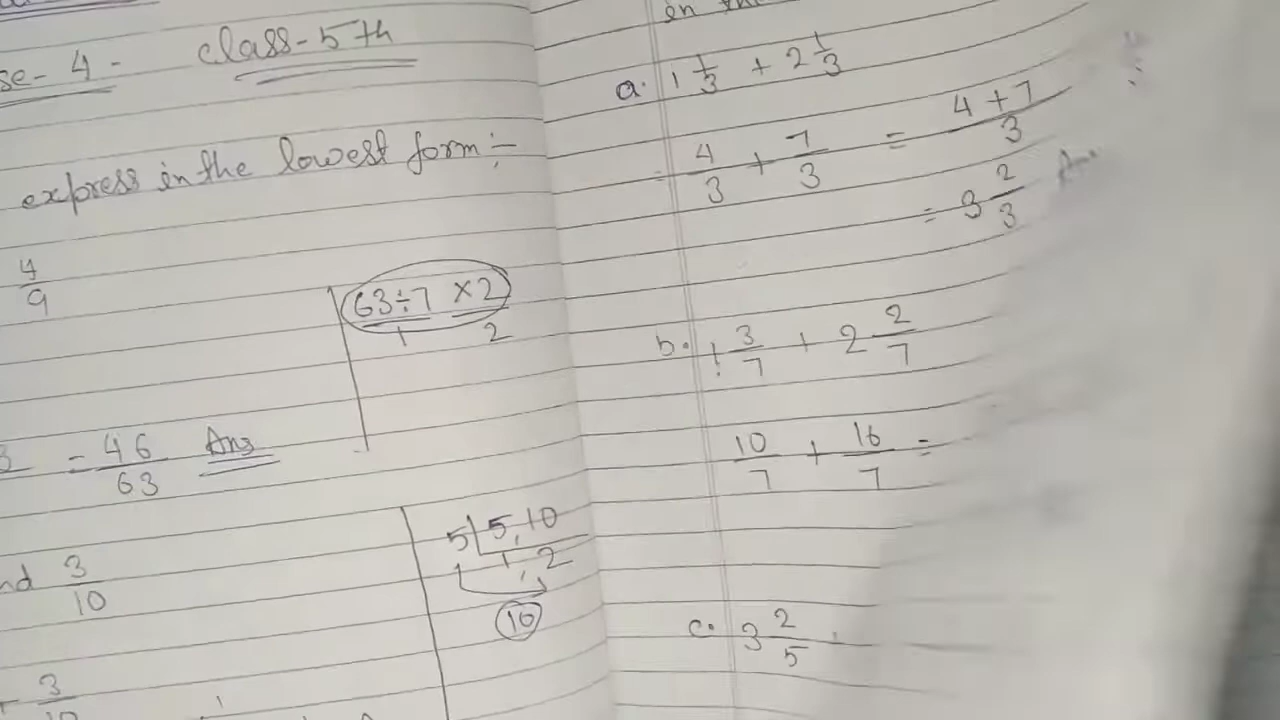 se-4- class-5th
express in the lowest form :-
4/9
63÷7 ×2
1 2
= 46/63 Ans
nd 3/10
5 | 5, 10
1, 2
10
3/10
in the
a. 1 1/3 + 2 1/3
= 4/3 + 7/3 = 4+7/3
= 3 2/3
b. 1 3/7 + 2 2/7
10/7 + 16/7 =
c. 3 2/5